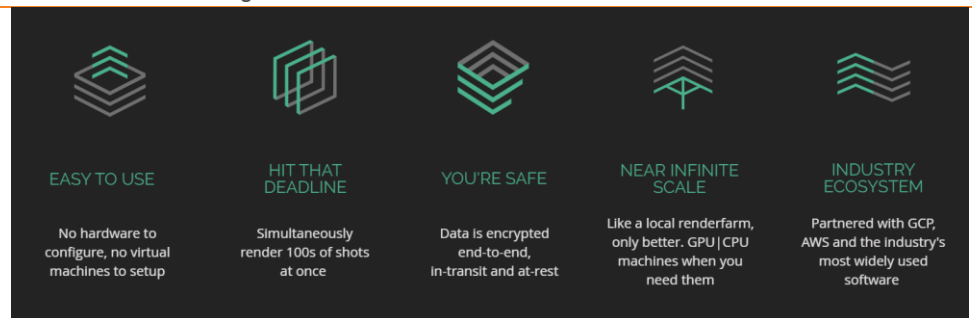 EASY TO USE
No hardware to
configure, no virtual
machines to setup
HIT THAT
DEADLINE
Simultaneously
render 100s of shots
at once
YOU'RE SAFE
Data is encrypted
end-to-end,
in-transit and at-rest
NEAR INFINITE
SCALE
Like a local renderfarm,
only better. GPU|CPU
machines when you
need them
INDUSTRY
ECOSYSTEM
Partnered with GCP,
AWS and the industry's
most widely used
software